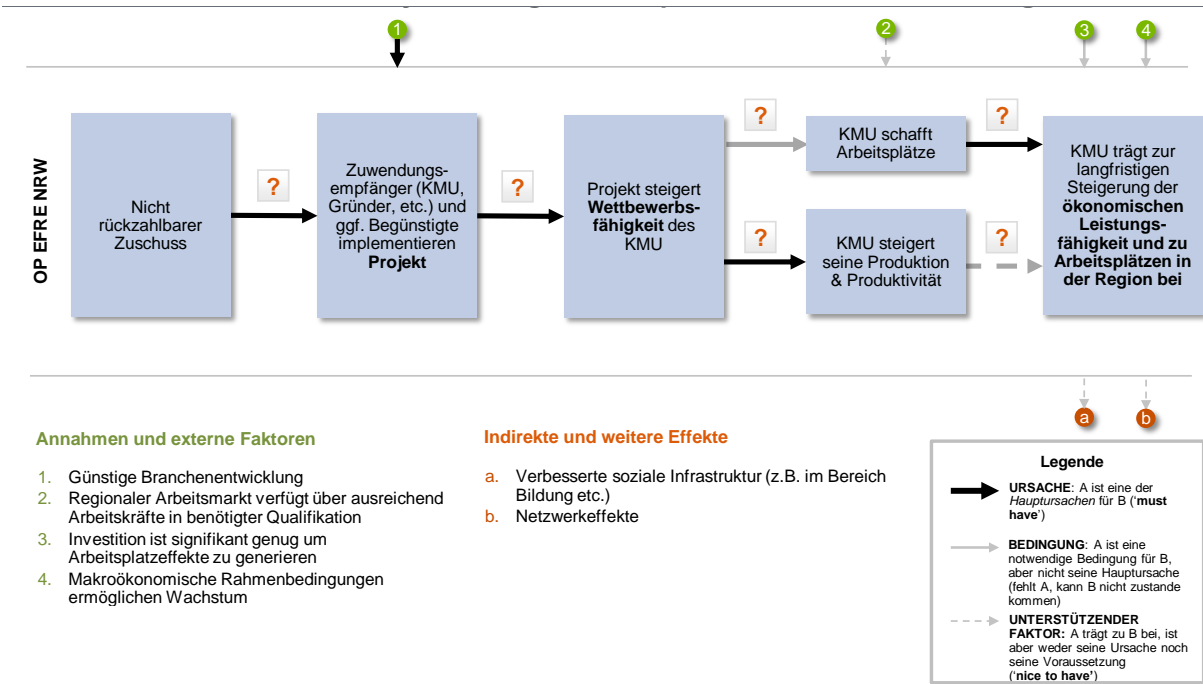 1
2
3
4
OP EFRE NRW
Nicht
rückzahlbarer
Zuschuss
?
Zuwendungs-
empfänger (KMU,
Gründer, etc.) und
ggf. Begünstigte
implementieren
Projekt
?
Projekt steigert
Wettbewerbs-
fähigkeit des
KMU
?
KMU schafft
Arbeitsplätze
?
?
KMU steigert
seine Produktion
& Produktivität
?
KMU trägt zur
langfristigen
Steigerung der
ökonomischen
Leistungs-
fähigkeit und zu
Arbeitsplätzen in
der Region bei
a
b
Annahmen und externe Faktoren
1. Günstige Branchenentwicklung
2. Regionaler Arbeitsmarkt verfügt über ausreichend
Arbeitskräfte in benötigter Qualifikation
3. Investition ist signifikant genug um
Arbeitsplatzeffekte zu generieren
4. Makroökonomische Rahmenbedingungen
ermöglichen Wachstum
Indirekte und weitere Effekte
a. Verbesserte soziale Infrastruktur (z.B. im Bereich
Bildung etc.)
b. Netzwerkeffekte
Legende
URSACHE: A ist eine der
Hauptursachen für B ('must
have')
BEDINGUNG: A ist eine
notwendige Bedingung für B,
aber nicht seine Hauptursache
(fehlt A, kann B nicht zustande
kommen)
UNTERSTÜTZENDER
FAKTOR: A trägt zu B bei, ist
aber weder seine Ursache noch
seine Voraussetzung
('nice to have')